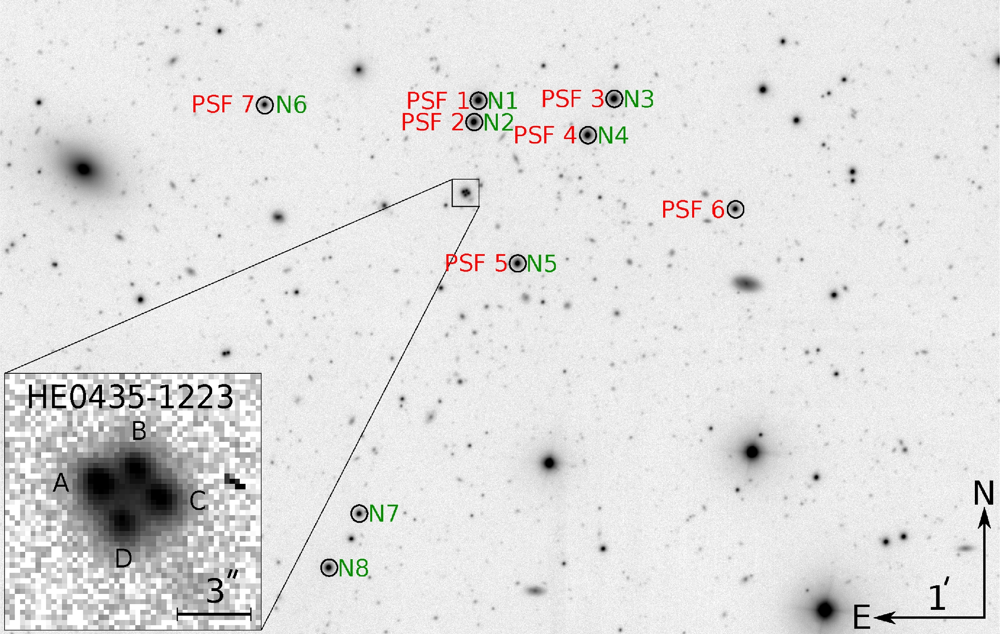 PSF 7 N6
PSF 1 N1
PSF 3 N3
PSF 2 N2
PSF 4 N4
PSF 6
PSF 5 N5
HE0435-1223
B
A
C
D
3″
N7
N8
N
E
1′